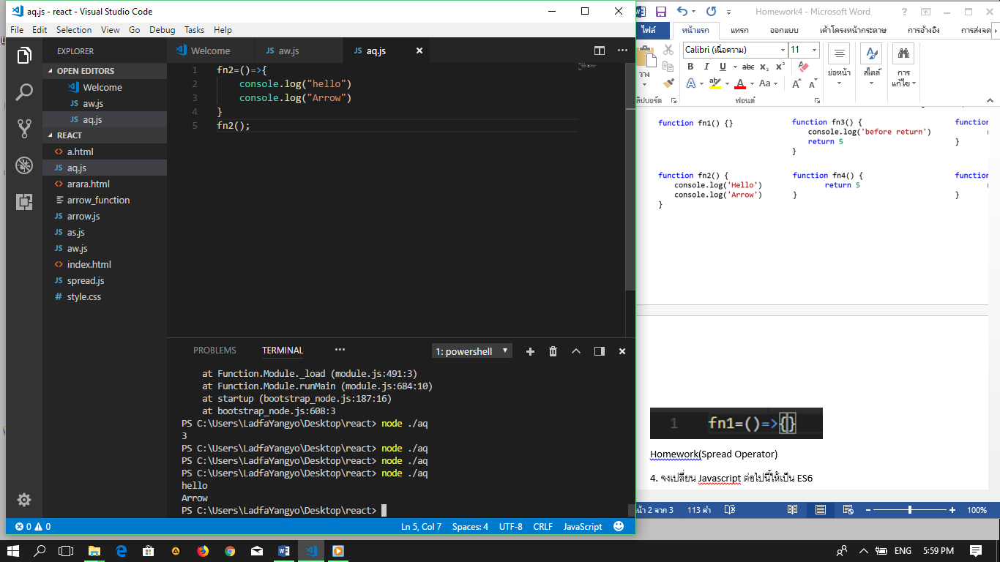 aq.js - react - Visual Studio Code
File Edit Selection View Go Debug Tasks Help
EXPLORER
OPEN EDITORS
Welcome
JS aw.js
JS aq.js
REACT
<> a.html
JS aq.js
<> arara.html
arrow_function
JS arrow.js
JS as.js
JS aw.js
<> index.html
JS spread.js
# style.css
Welcome JS aw.js JS aq.js
1 fn2=()=>{
2 console.log("hello")
3 console.log("Arrow")
4 }
5 fn2();
PROBLEMS TERMINAL ••• 1: powershell
at Function.Module._load (module.js:491:3)
at Function.Module.runMain (module.js:684:10)
at startup (bootstrap_node.js:187:16)
at bootstrap_node.js:608:3
PS C:\Users\LadfaYangyo\Desktop\react> node ./aq
3
PS C:\Users\LadfaYangyo\Desktop\react> node ./aq
PS C:\Users\LadfaYangyo\Desktop\react> node ./aq
PS C:\Users\LadfaYangyo\Desktop\react> node ./aq
hello
Arrow
PS C:\Users\LadfaYangyo\Desktop\react>
0 0 Ln 5, Col 7 Spaces: 4 UTF-8 CRLF JavaScript
Homework4 - Microsoft Word
ไฟล์ หน้าแรก แทรก ออกแบบ เค้าโครงหน้ากระดาษ การอ้างอิง การส่งจด
Calibri (เนื้อความ) 11
B I U abc x₂ x²
A A Aa A A
วาง ย่อหน้า สไตล์ การแก้ไข
ลิปบอร์ด ฟอนต์
function fn1() {}
function fn3() {
console.log('before return')
return 5
}
function fn2() {
console.log('Hello')
console.log('Arrow')
}
function fn4() {
return 5
}
function
}
function
}
1 fn1=()=>{}
Homework(Spread Operator)
4. จงเปลี่ยน Javascript ต่อไปนี้ให้เป็น ES6
น้า 2 จาก 3 113 คำ 100%
ENG 5:59 PM